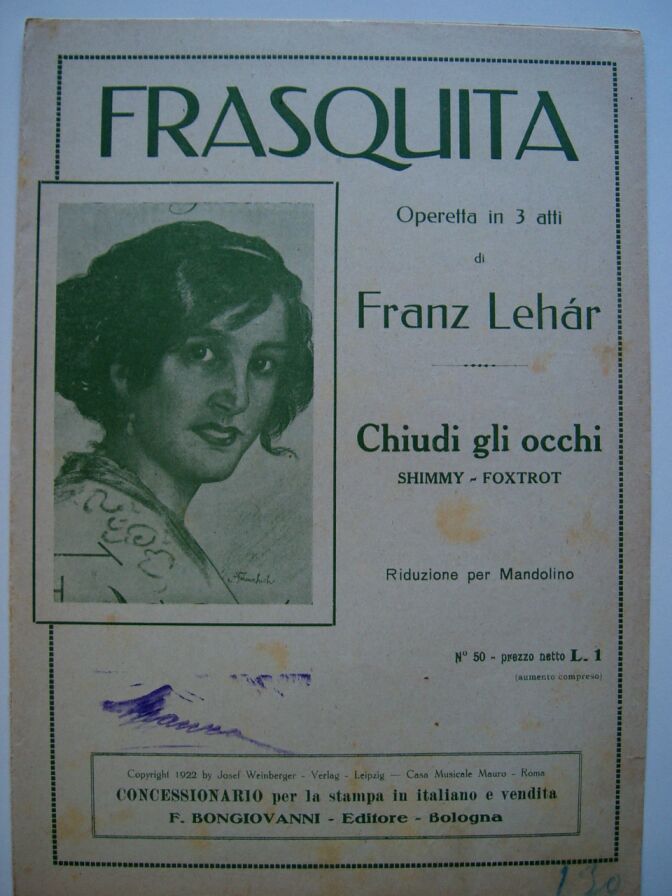 FRASQUITA
Operetta in 3 atti
di
Franz Lehár
Chiudi gli occhi
SHIMMY - FOXTROT
Riduzione per Mandolino
N° 50 - prezzo netto L. 1
(aumento compreso)
Copyright 1922 by Josef Weinberger - Verlag - Leipzig — Casa Musicale Mauro - Roma
CONCESSIONARIO per la stampa in italiano e vendita
F. BONGIOVANNI - Editore - Bologna
130